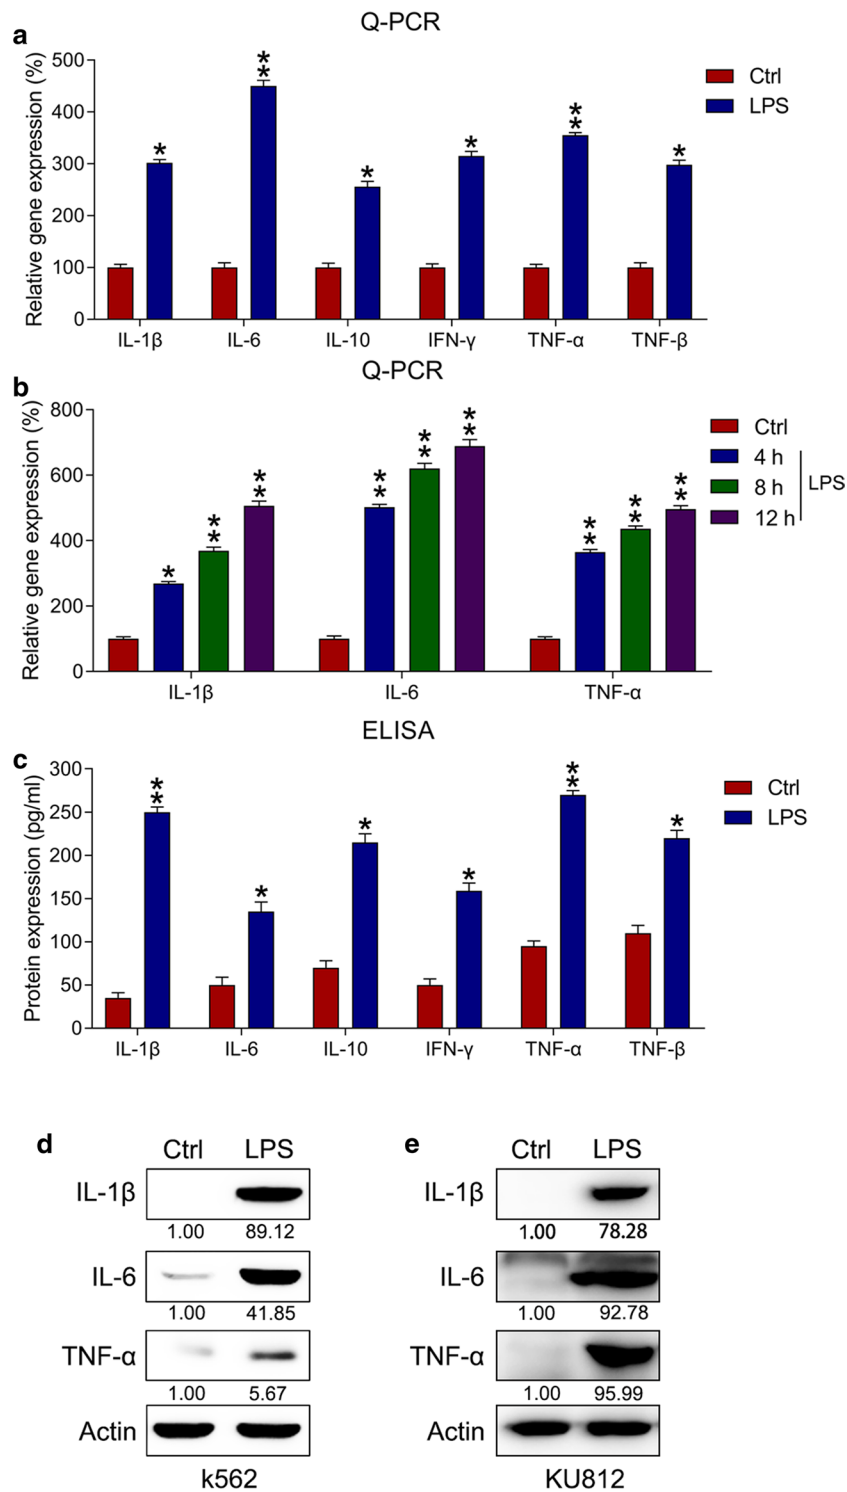 a
Q-PCR
Relative gene expression (%)
500
400
300
200
100
0
* ** * * ** *
IL-1β IL-6 IL-10 IFN-γ TNF-α TNF-β
Ctrl
LPS
b
Q-PCR
Relative gene expression (%)
800
600
400
200
0
* ** ** ** ** ** ** ** **
IL-1β IL-6 TNF-α
Ctrl
4 h
8 h
12 h
LPS
c
ELISA
Protein expression (pg/ml)
300
250
200
150
100
50
0
** * * * ** *
IL-1β IL-6 IL-10 IFN-γ TNF-α TNF-β
Ctrl
LPS
d
Ctrl LPS
IL-1β
1.00 89.12
IL-6
1.00 41.85
TNF-α
1.00 5.67
Actin
k562
e
Ctrl LPS
IL-1β
1.00 78.28
IL-6
1.00 92.78
TNF-α
1.00 95.99
Actin
KU812